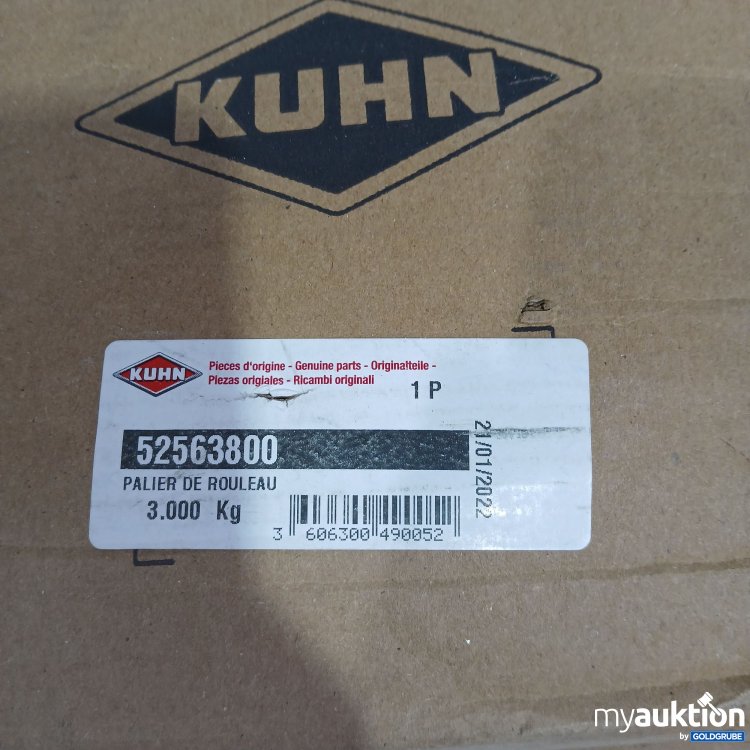 KUHN
KUHN
Pieces d'origine - Genuine parts - Originalteile -
Piezas origiales - Ricambi originali
1 P
52563800
PALIER DE ROULEAU
3.000 Kg
3 606300 490052
21/01/2022
myauktion
by GOLDGRUBE